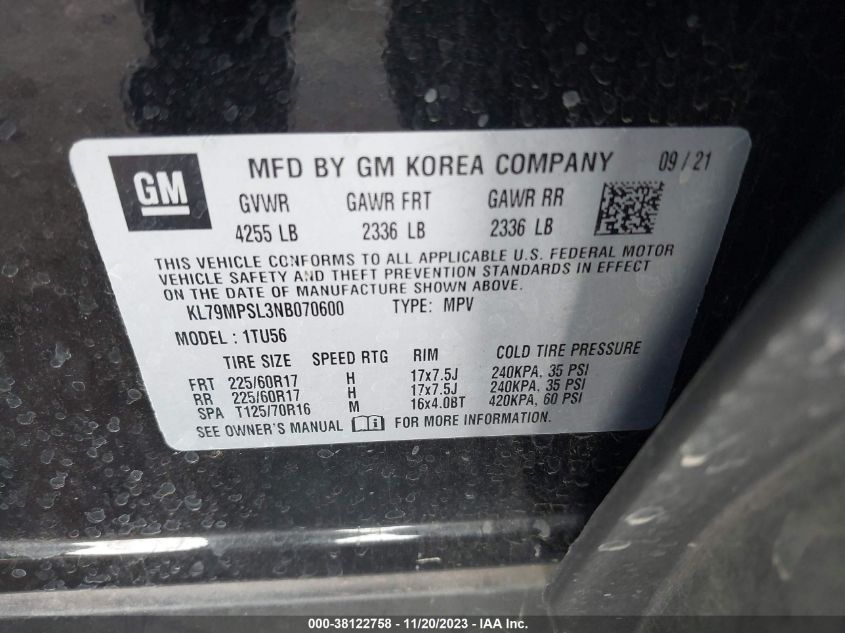 GM MFD BY GM KOREA COMPANY 09 / 21
GVWR GAWR FRT GAWR RR
4255 LB 2336 LB 2336 LB
THIS VEHICLE CONFORMS TO ALL APPLICABLE U.S. FEDERAL MOTOR
VEHICLE SAFETY AND THEFT PREVENTION STANDARDS IN EFFECT
ON THE DATE OF MANUFACTURE SHOWN ABOVE.
KL79MPSL3NB070600 TYPE: MPV
MODEL : 1TU56
TIRE SIZE SPEED RTG RIM COLD TIRE PRESSURE
FRT 225/60R17 H 17x7.5J 240KPA, 35 PSI
RR 225/60R17 H 17x7.5J 240KPA, 35 PSI
SPA T125/70R16 M 16x4.0BT 420KPA, 60 PSI
SEE OWNER'S MANUAL FOR MORE INFORMATION.
000-38122758 - 11/20/2023 - IAA Inc.